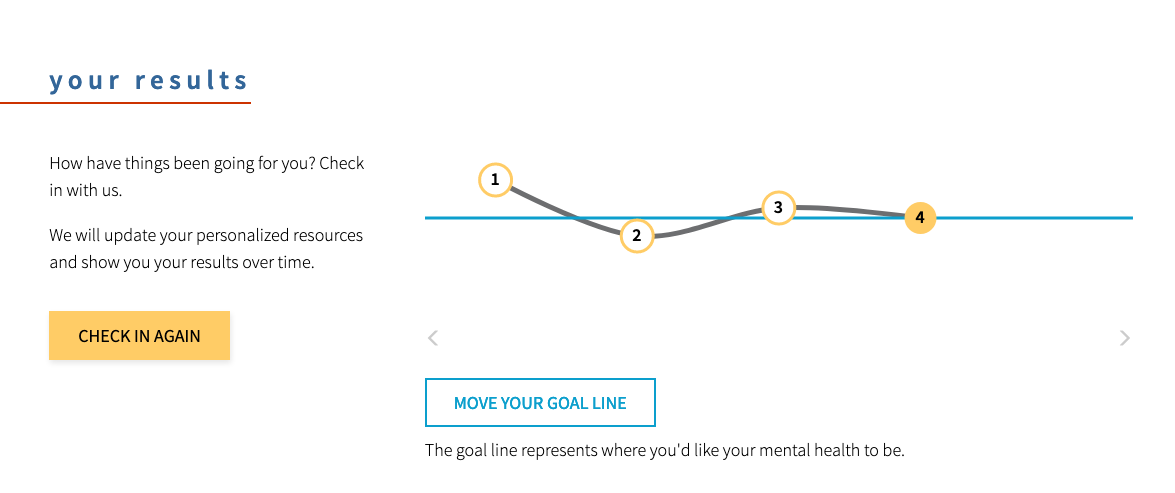 your results
How have things been going for you? Check
in with us.
We will update your personalized resources
and show you your results over time.
CHECK IN AGAIN
1
2
3
4
MOVE YOUR GOAL LINE
The goal line represents where you'd like your mental health to be.